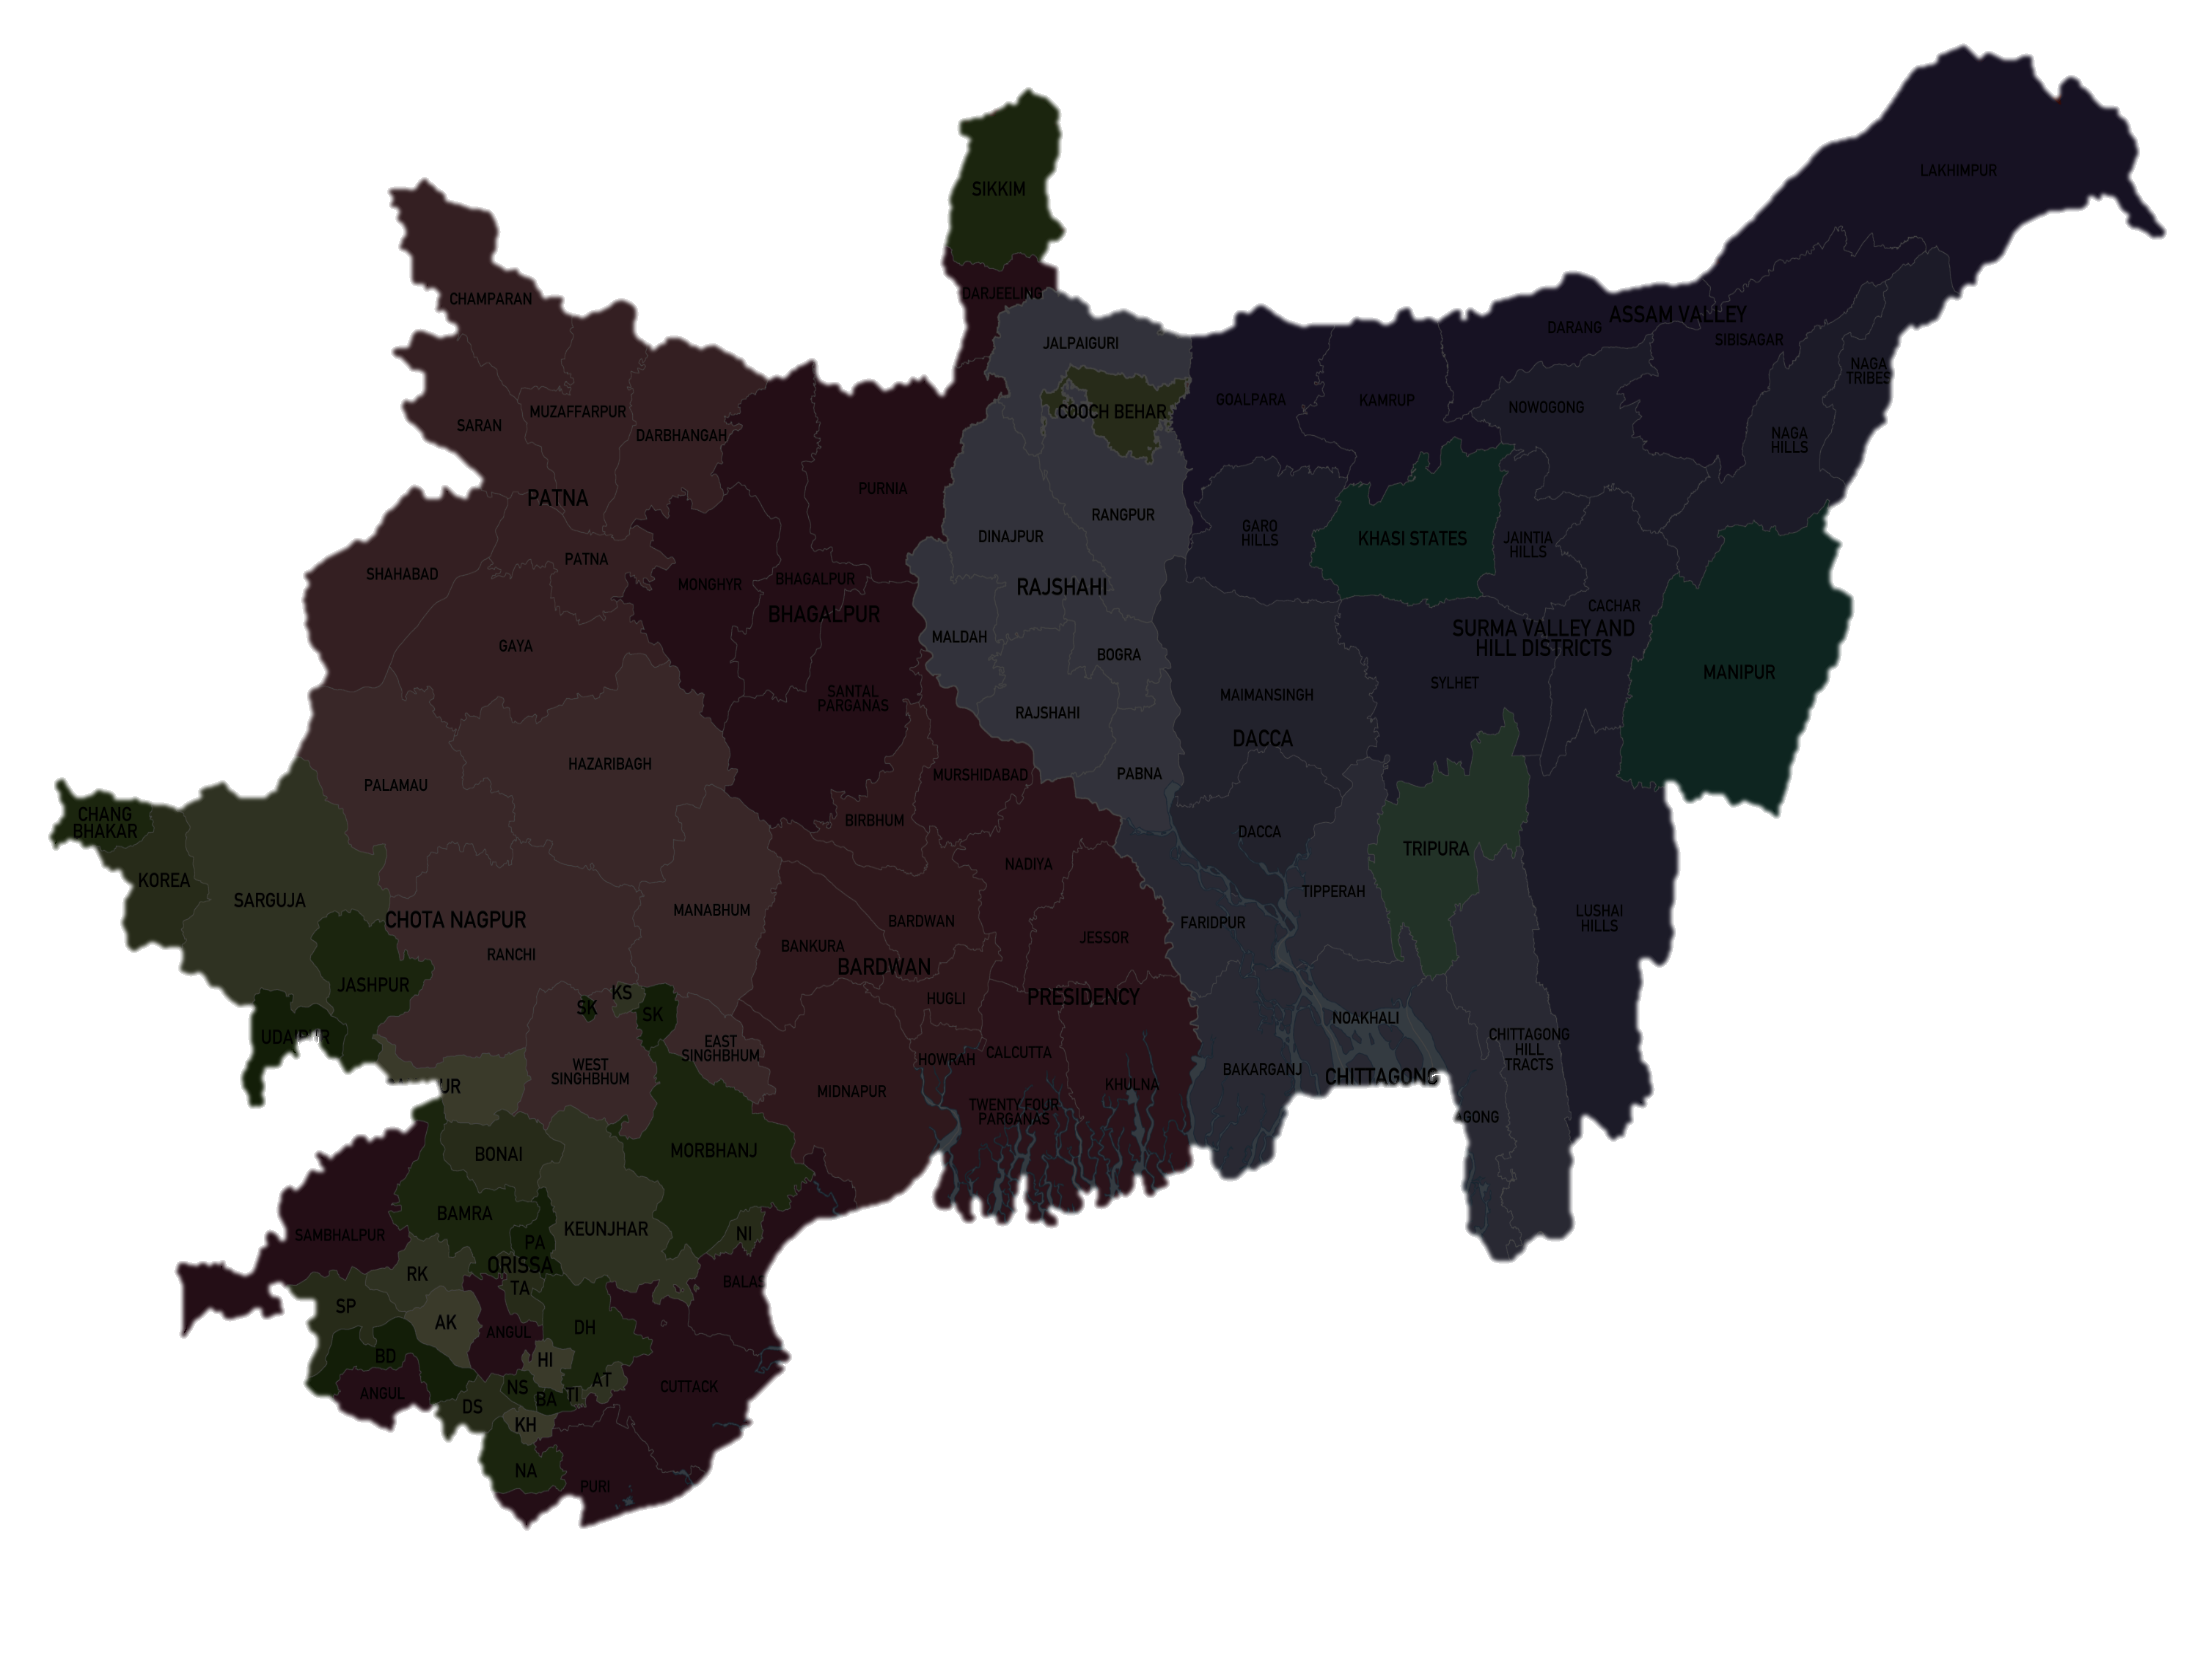 LAKHIMPUR
SIKKIM
DARJEELING
CHAMPARAN
ASSAM VALLEY
DARANG
SIBISAGAR
JALPAIGURI
NAGA
TRIBES
GOALPARA
KAMRUP
NOWOGONG
COOCH BEHAR
MUZAFFARPUR
SARAN
DARBHANGAH
NAGA
HILLS
PURNIA
PATNA
RANGPUR
GARO
HILLS
KHASI STATES
JAINTIA
HILLS
DINAJPUR
PATNA
SHAHABAD
MONGHYR
BHAGALPUR
RAJSHAHI
BHAGALPUR
CACHAR
SURMA VALLEY AND
HILL DISTRICTS
MALDAH
GAYA
BOGRA
MANIPUR
SYLHET
MAIMANSINGH
SANTAL
PARGANAS
RAJSHAHI
DACCA
HAZARIBAGH
MURSHIDABAD
PABNA
PALAMAU
CHANG
BHAKAR
BIRBHUM
DACCA
TRIPURA
NADIYA
KOREA
TIPPERAH
SARGUJA
MANABHUM
CHOTA NAGPUR
BARDWAN
FARIDPUR
LUSHAI
HILLS
JESSOR
BANKURA
RANCHI
BARDWAN
JASHPUR
KS
HUGLI
PRESIDENCY
SK
SK
NOAKHALI
UDAIPUR
EAST
SINGHBHUM
CHITTAGONG
HILL
TRACTS
HOWRAH
CALCUTTA
WEST
SINGHBHUM
BAKARGANJ
CHITTAGONG
UR
MIDNAPUR
KHULNA
TWENTY FOUR
PARGANAS
GONG
BONAI
MORBHANJ
BAMRA
KEUNJHAR
NI
SAMBHALPUR
PA
ORISSA
RK
TA
BALAS
SP
AK
ANGUL
DH
BD
HI
ANGUL
NS
BA
TI
AT
CUTTACK
DS
KH
NA
PURI